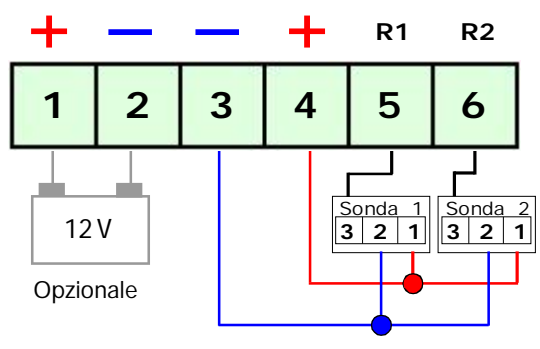 + — — + R1 R2
1 2 3 4 5 6
Sonda 1 Sonda 2
3 2 1 3 2 1
12 V
Opzionale